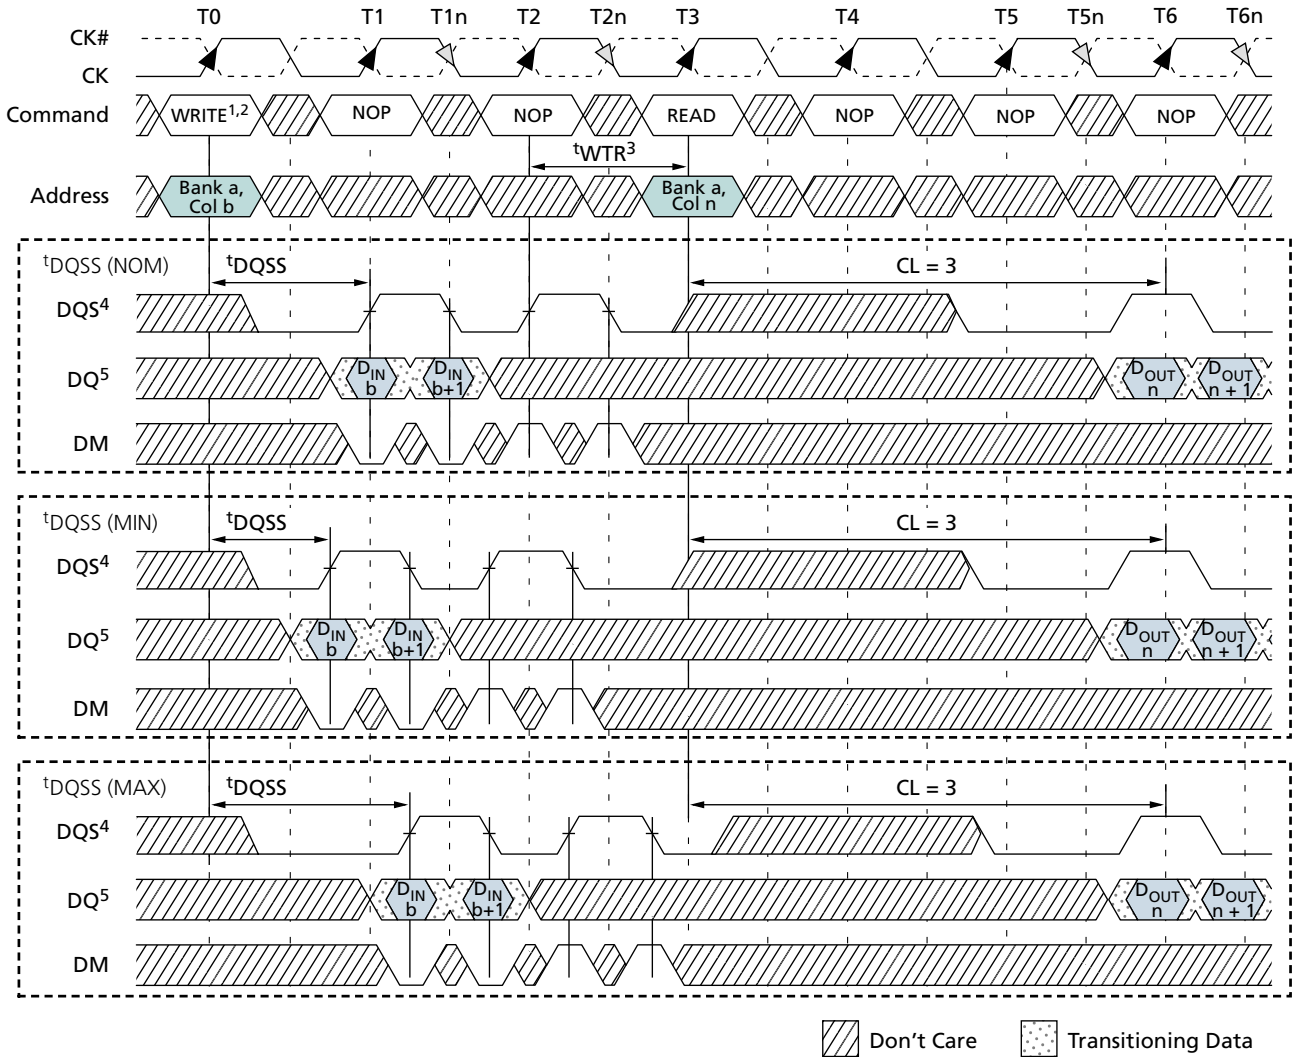 T0 T1 T1n T2 T2n T3 T4 T5 T5n T6 T6n
CK#
CK
Command WRITE1,2 NOP NOP READ NOP NOP NOP
tWTR3
Address Bank a, Col b Bank a, Col n
tDQSS (NOM) tDQSS CL = 3
DQS4
DQ5 DIN b DIN b+1 DOUT n DOUT n + 1
DM
tDQSS (MIN) tDQSS CL = 3
DQS4
DQ5 DIN b DIN b+1 DOUT n DOUT n + 1
DM
tDQSS (MAX) tDQSS CL = 3
DQS4
DQ5 DIN b DIN b+1 DOUT n DOUT n + 1
DM
Don't Care Transitioning Data